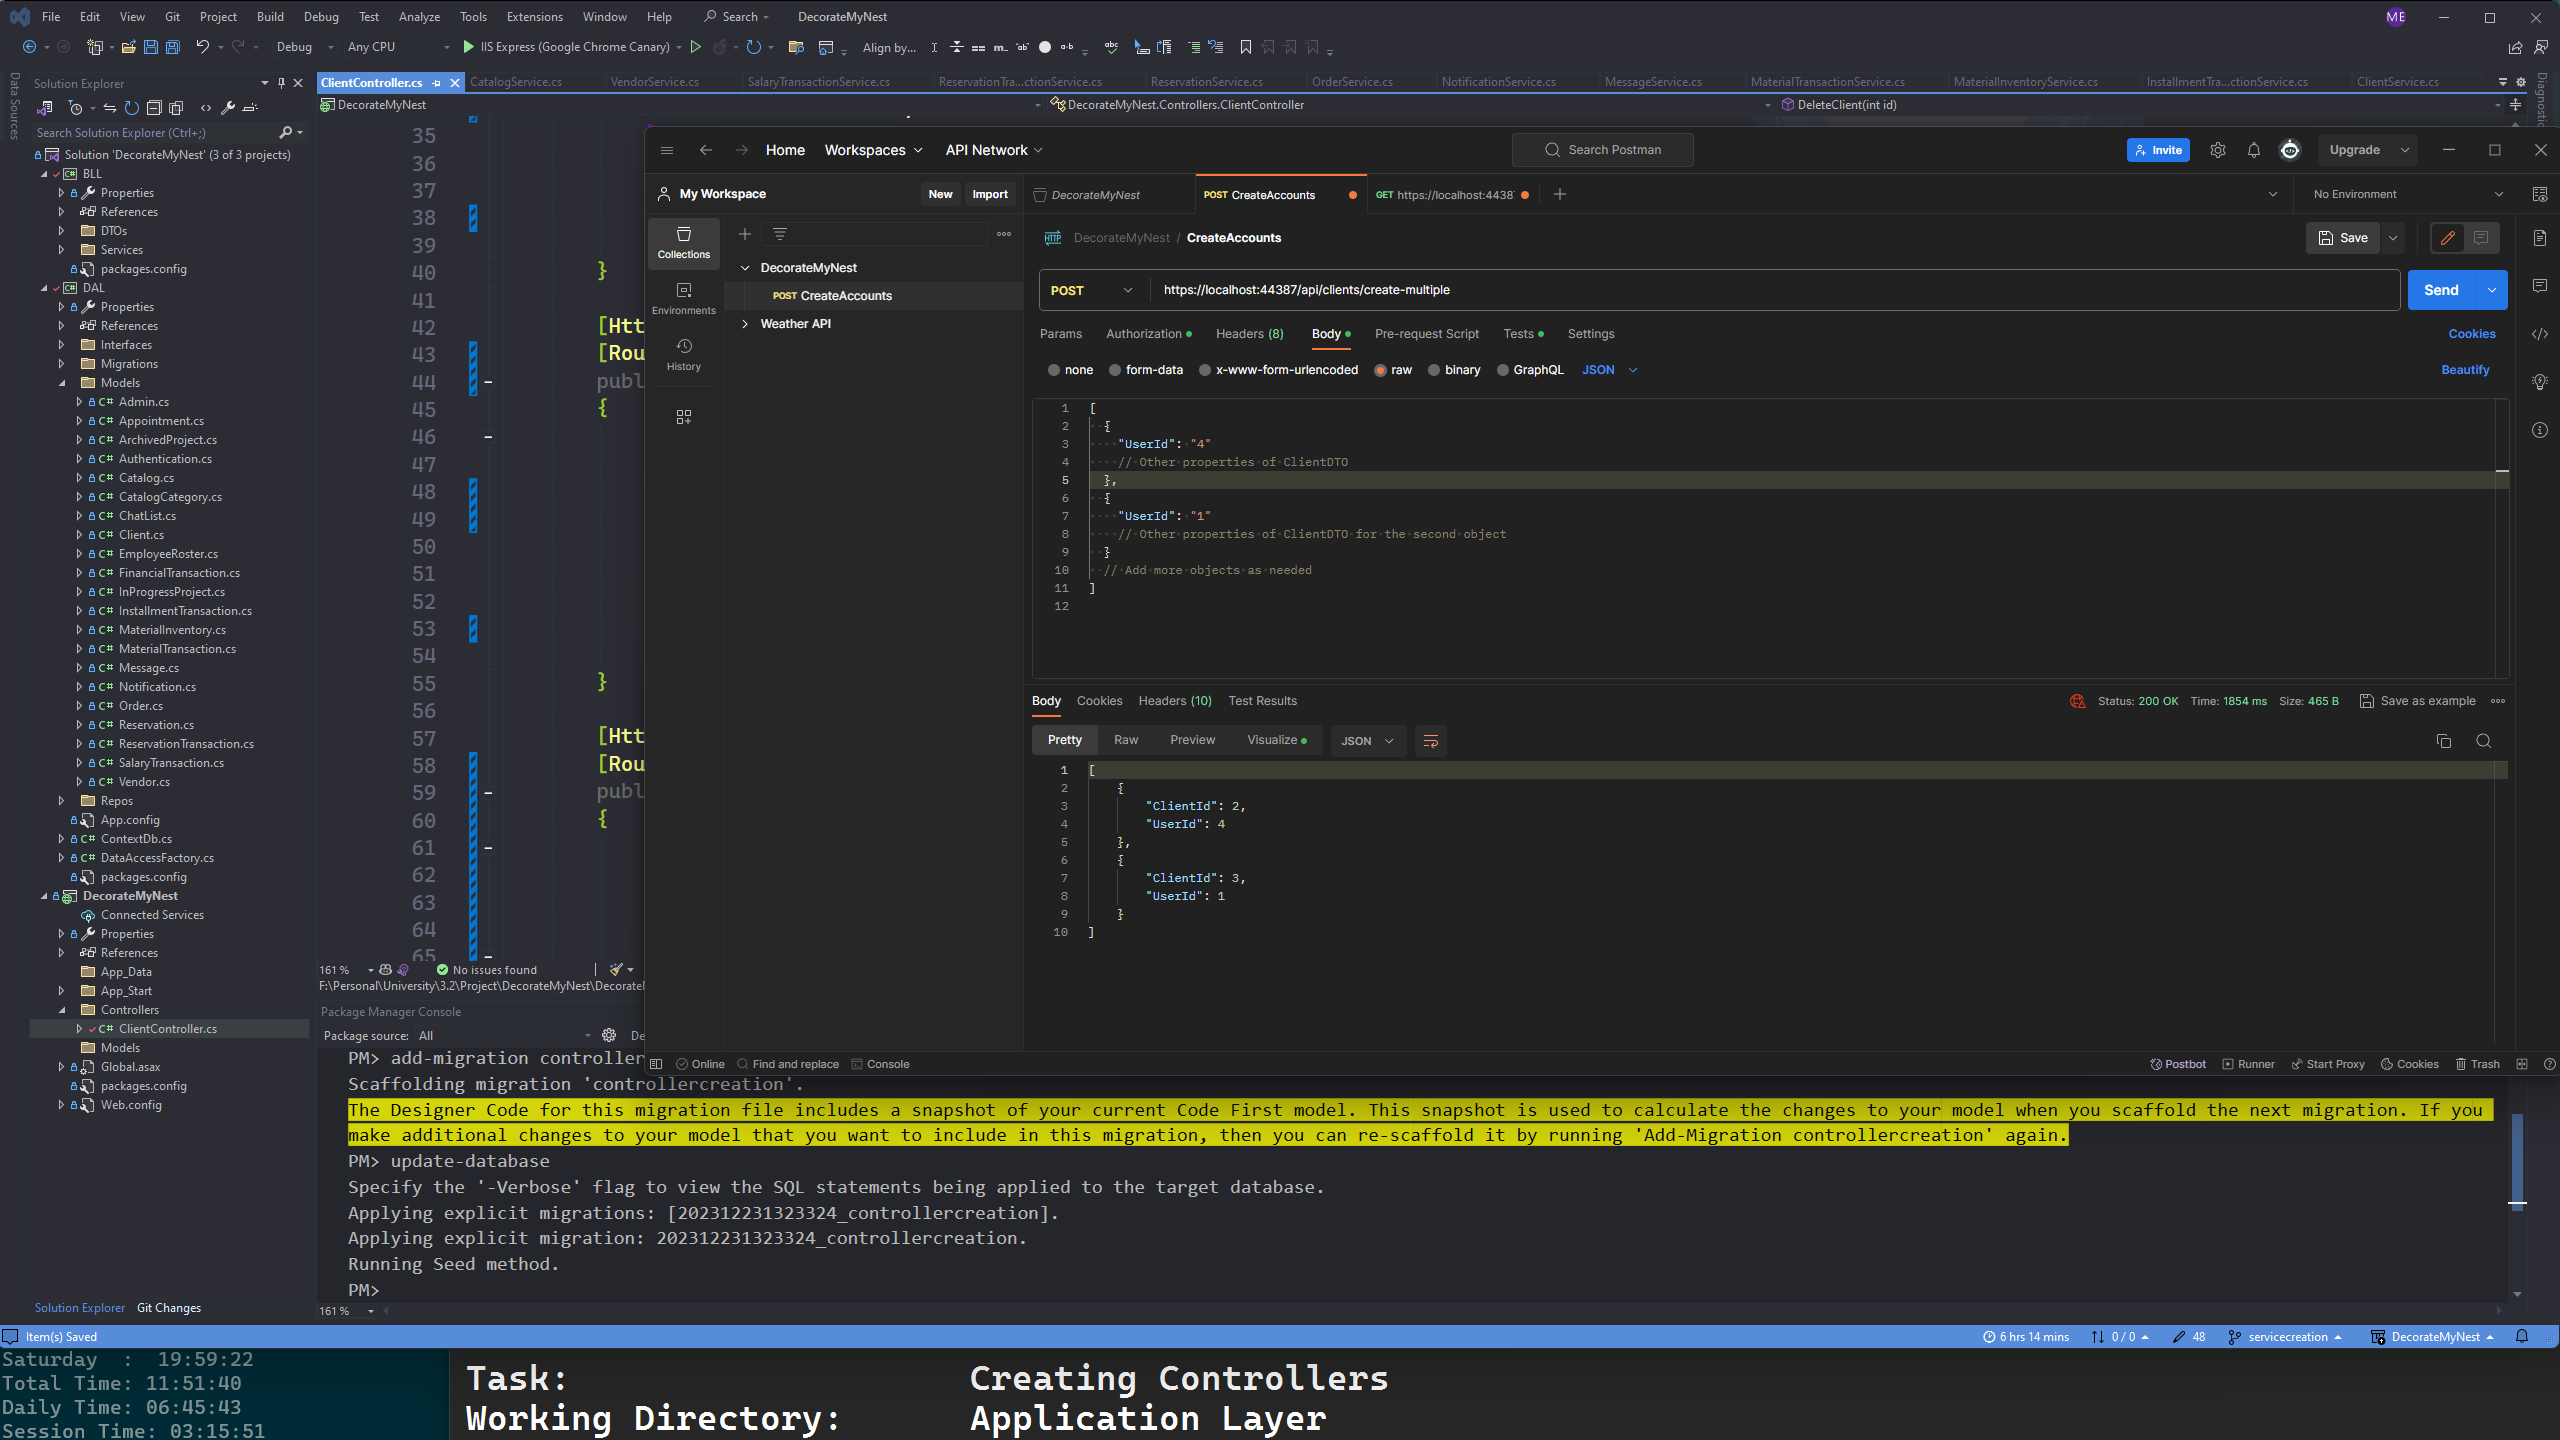 File Edit View Git Project Build Debug Test Analyze Tools Extensions Window Help Search DecorateMyNest ME
Debug Any CPU IIS Express (Google Chrome Canary) Align by...
Data Sources
Solution Explorer
Search Solution Explorer (Ctrl+;)
Solution 'DecorateMyNest' (3 of 3 projects)
BLL
Properties
References
DTOs
Services
packages.config
DAL
Properties
References
Interfaces
Migrations
Models
Admin.cs
Appointment.cs
ArchivedProject.cs
Authentication.cs
Catalog.cs
CatalogCategory.cs
ChatList.cs
Client.cs
EmployeeRoster.cs
FinancialTransaction.cs
InProgressProject.cs
InstallmentTransaction.cs
MaterialInventory.cs
MaterialTransaction.cs
Message.cs
Notification.cs
Order.cs
Reservation.cs
ReservationTransaction.cs
SalaryTransaction.cs
Vendor.cs
Repos
App.config
ContextDb.cs
DataAccessFactory.cs
packages.config
DecorateMyNest
Connected Services
Properties
References
App_Data
App_Start
Controllers
ClientController.cs
Models
Global.asax
packages.config
Web.config
Solution Explorer Git Changes
ClientController.cs CatalogService.cs VendorService.cs SalaryTransactionService.cs ReservationTra...ctionService.cs ReservationService.cs OrderService.cs NotificationService.cs MessageService.cs MaterialTransactionService.cs MaterialInventoryService.cs InstallmentTra...ctionService.cs ClientService.cs
DecorateMyNest DecorateMyNest.Controllers.ClientController DeleteClient(int id)
35
36
37
38
39
40 }
41
42 [Htt
43 [Rou
44 publ
45 {
46
47
48
49
50
51
52
53
54
55 }
56
57 [Htt
58 [Rou
59 publ
60 {
61
62
63
64
65
161 % No issues found
F:\Personal\University\3.2\Project\DecorateMyNest\Decorate
Home Workspaces API Network Search Postman Invite Upgrade
My Workspace New Import
Collections
Environments
History
DecorateMyNest
POST CreateAccounts
Weather API
DecorateMyNest POST CreateAccounts GET https://localhost:4438 No Environment
HTTP DecorateMyNest / CreateAccounts Save
POST https://localhost:44387/api/clients/create-multiple Send
Params Authorization Headers (8) Body Pre-request Script Tests Settings Cookies
none form-data x-www-form-urlencoded raw binary GraphQL JSON Beautify
1 [
2 {
3 "UserId": "4"
4 // Other properties of ClientDTO
5 },
6 {
7 "UserId": "1"
8 // Other properties of ClientDTO for the second object
9 }
10 // Add more objects as needed
11 ]
12
Body Cookies Headers (10) Test Results Status: 200 OK Time: 1854 ms Size: 465 B Save as example
Pretty Raw Preview Visualize JSON
1 [
2 {
3 "ClientId": 2,
4 "UserId": 4
5 },
6 {
7 "ClientId": 3,
8 "UserId": 1
9 }
10 ]
Online Find and replace Console Postbot Runner Start Proxy Cookies Trash
Package Manager Console
Package source: All De
PM> add-migration controller
Scaffolding migration 'controllercreation'.
The Designer Code for this migration file includes a snapshot of your current Code First model. This snapshot is used to calculate the changes to your model when you scaffold the next migration. If you
make additional changes to your model that you want to include in this migration, then you can re-scaffold it by running 'Add-Migration controllercreation' again.
PM> update-database
Specify the '-Verbose' flag to view the SQL statements being applied to the target database.
Applying explicit migrations: [202312231323324_controllercreation].
Applying explicit migration: 202312231323324_controllercreation.
Running Seed method.
PM>
161 %
Item(s) Saved 6 hrs 14 mins 0 / 0 48 servicecreation DecorateMyNest
Saturday : 19:59:22
Total Time: 11:51:40
Daily Time: 06:45:43
Session Time: 03:15:51
Task: Creating Controllers
Working Directory: Application Layer